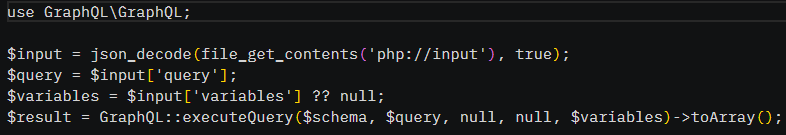 use GraphQL\GraphQL;
$input = json_decode(file_get_contents('php://input'), true);
$query = $input['query'];
$variables = $input['variables'] ?? null;
$result = GraphQL::executeQuery($schema, $query, null, null, $variables)->toArray();